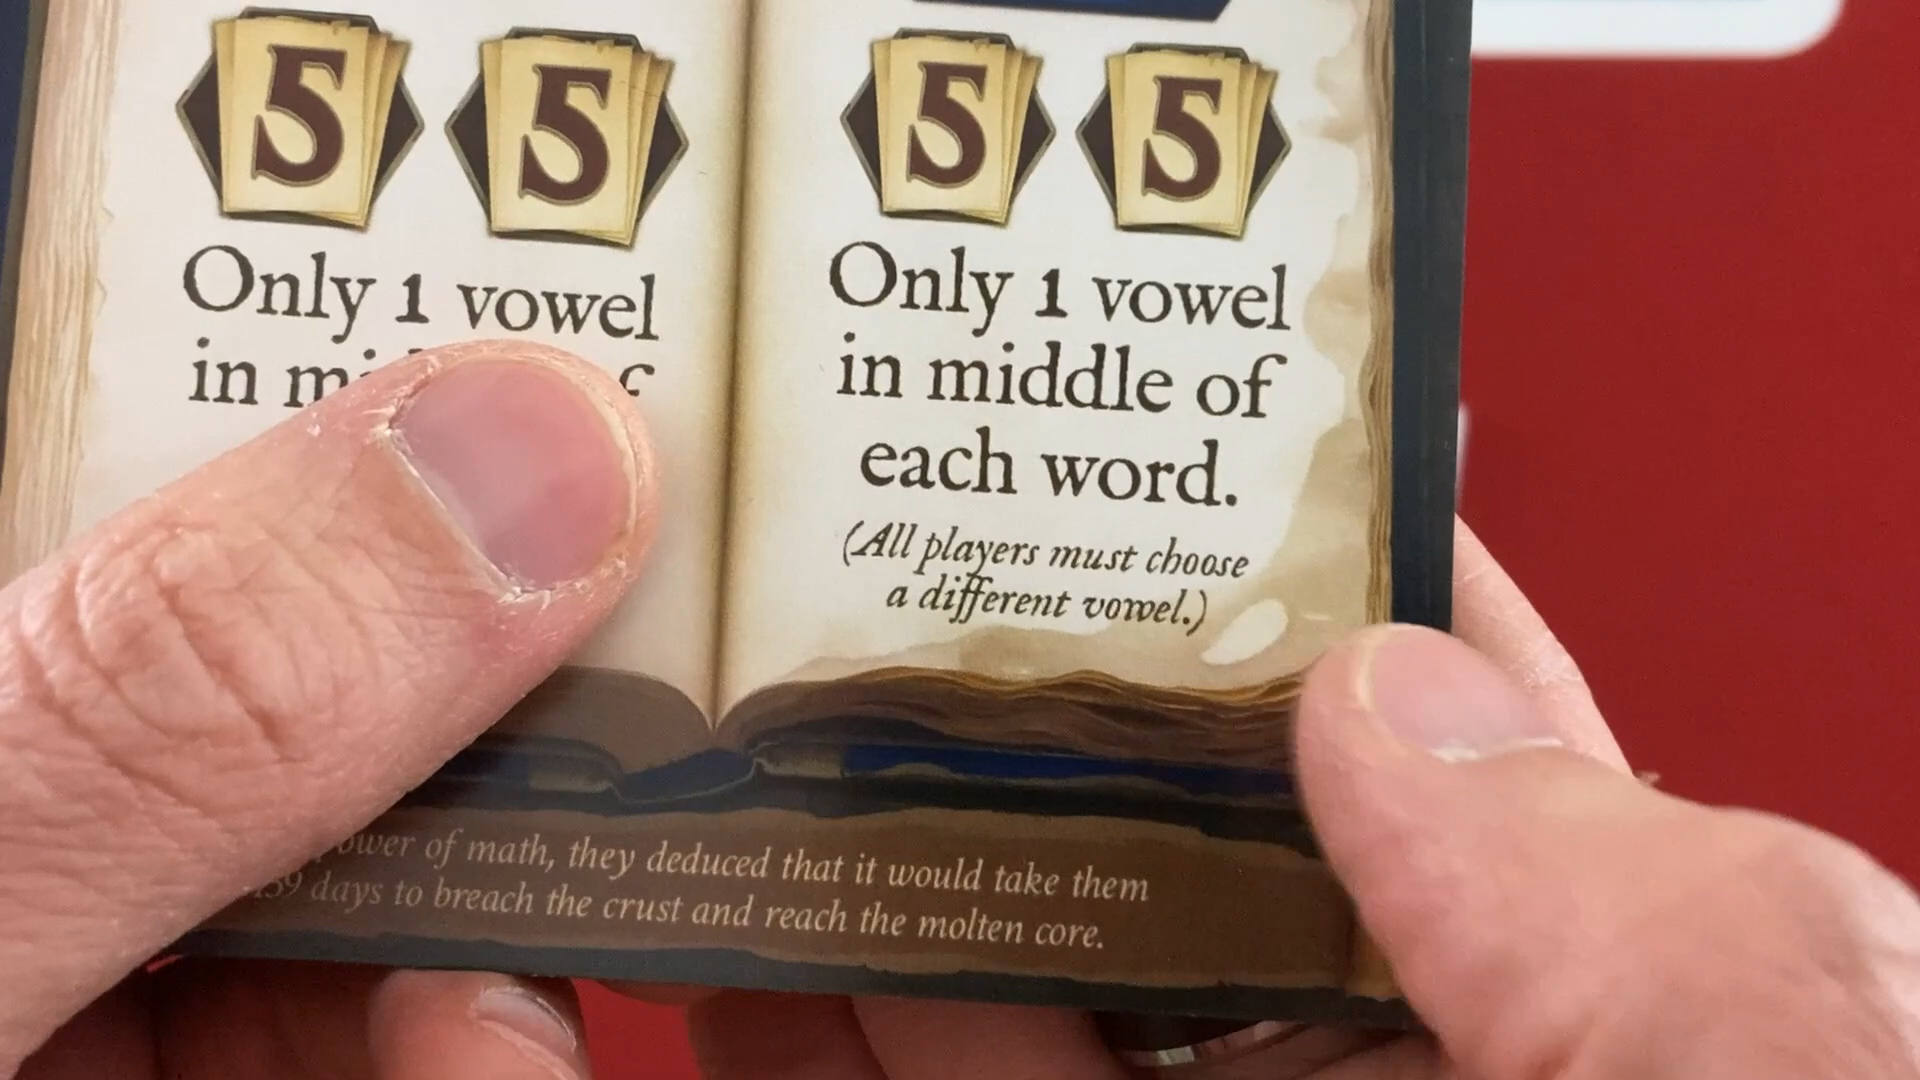 5 5
Only 1 vowel
in
5 5
Only 1 vowel
in middle of
each word.
(All players must choose
a different vowel.)
of math, they deduced that it would take them
days to breach the crust and reach the molten core.